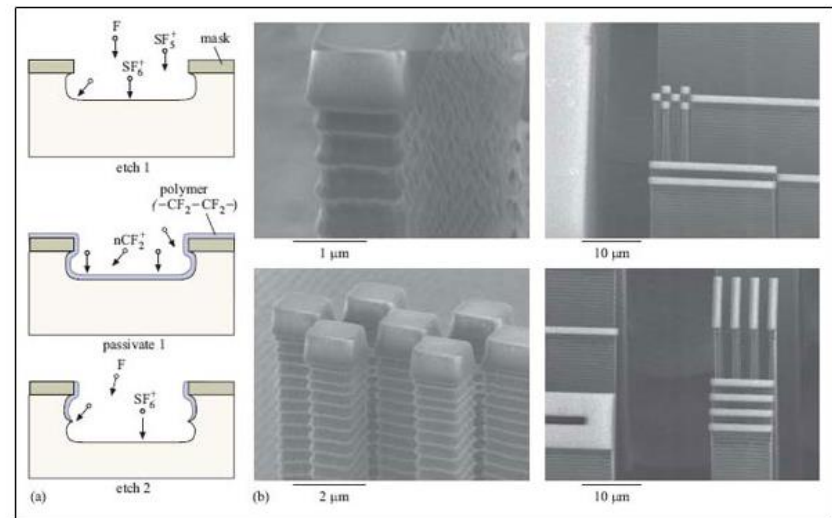 F
SF₅⁺
mask
SF₆⁺
etch 1
polymer
(−CF₂−CF₂−)
nCF₂⁺
passivate 1
F
SF₆⁺
etch 2
(a)
1 μm
10 μm
2 μm
10 μm
(b)